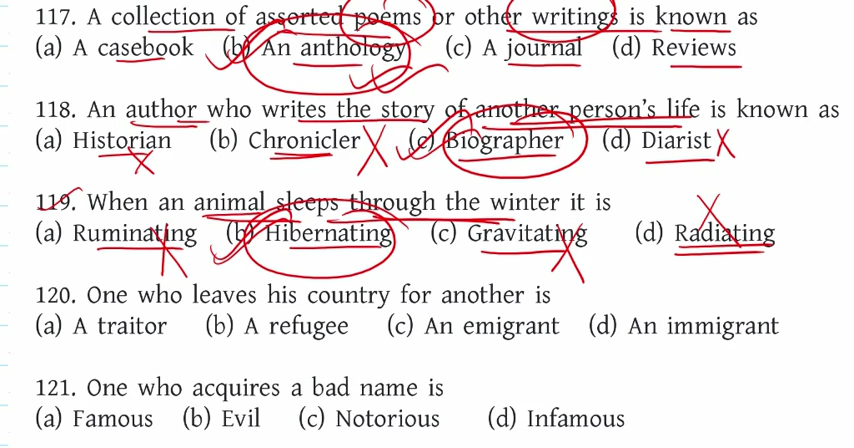 117. A collection of assorted poems or other writings is known as
(a) A casebook (b) An anthology (c) A journal (d) Reviews
118. An author who writes the story of another person's life is known as
(a) Historian (b) Chronicler (c) Biographer (d) Diarist
119. When an animal sleeps through the winter it is
(a) Ruminating (b) Hibernating (c) Gravitating (d) Radiating
120. One who leaves his country for another is
(a) A traitor (b) A refugee (c) An emigrant (d) An immigrant
121. One who acquires a bad name is
(a) Famous (b) Evil (c) Notorious (d) Infamous